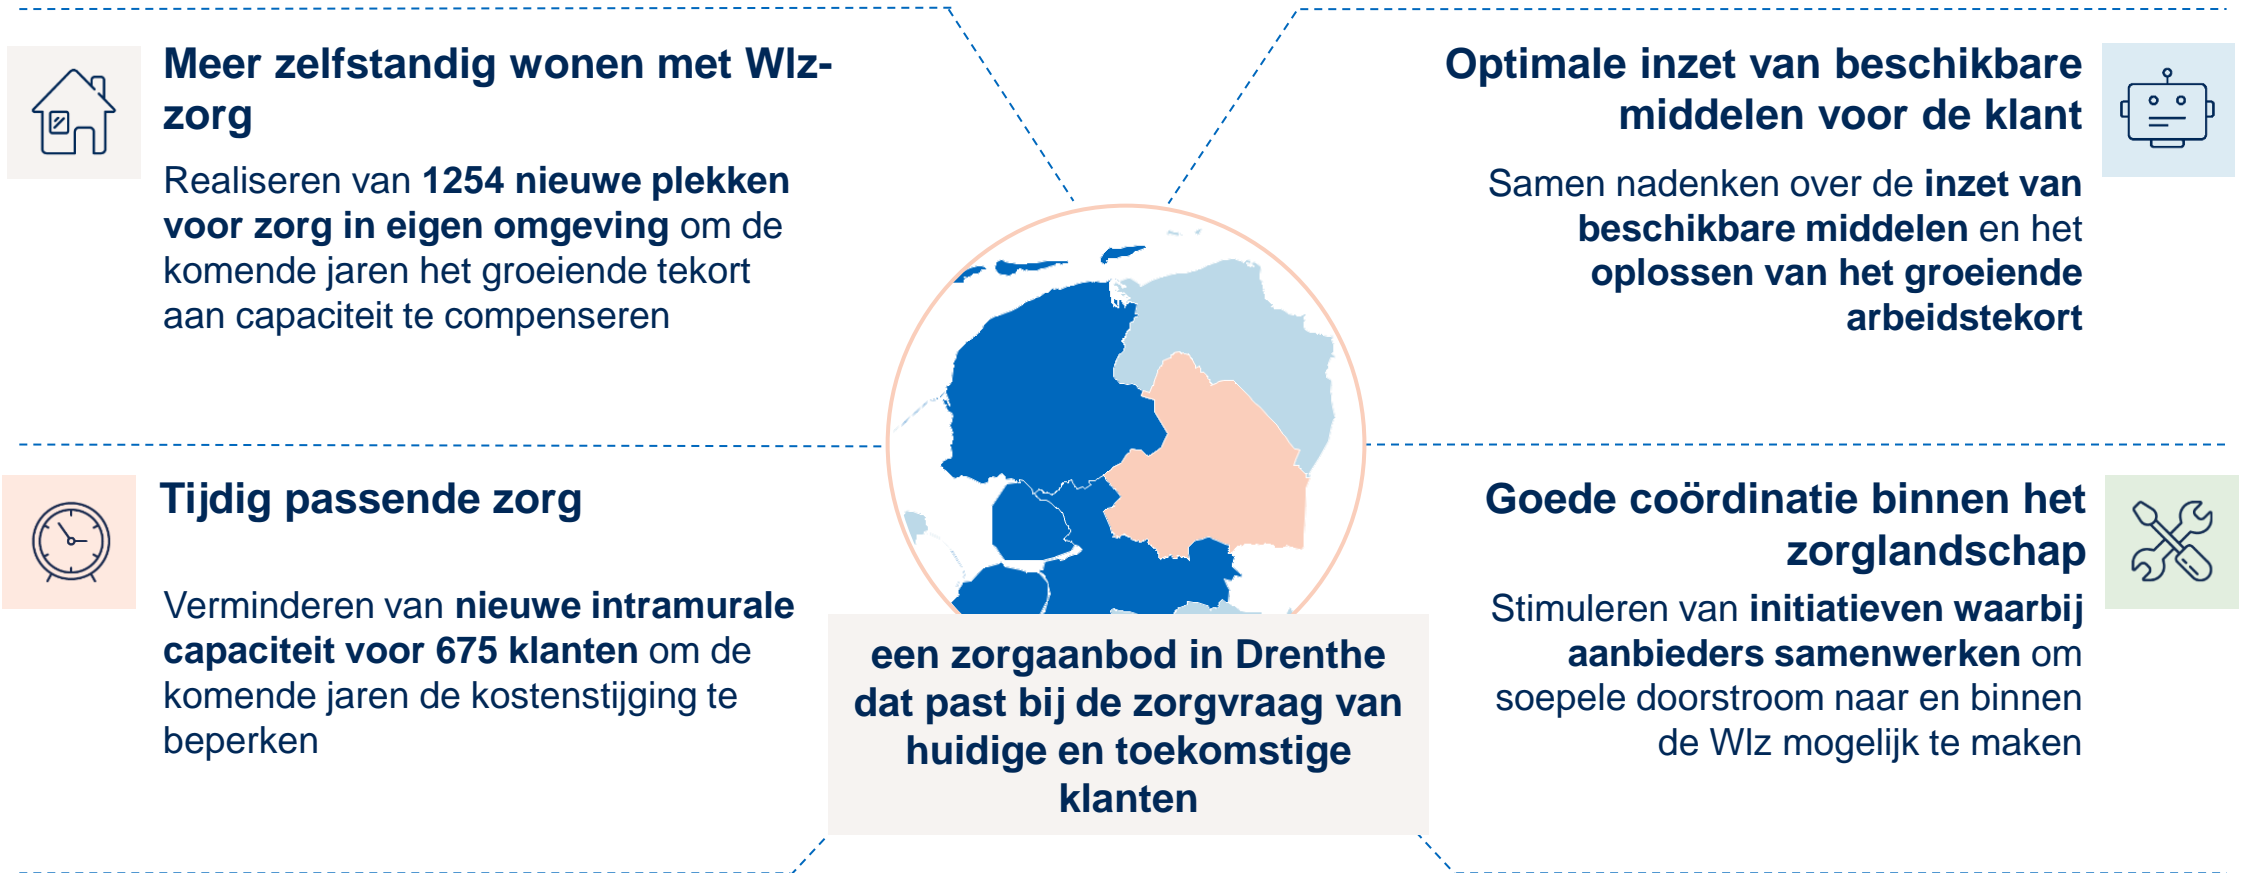 Meer zelfstandig wonen met Wlz-
zorg
Realiseren van 1254 nieuwe plekken
voor zorg in eigen omgeving om de
komende jaren het groeiende tekort
aan capaciteit te compenseren
Optimale inzet van beschikbare
middelen voor de klant
Samen nadenken over de inzet van
beschikbare middelen en het
oplossen van het groeiende
arbeidstekort
Tijdig passende zorg
Verminderen van nieuwe intramurale
capaciteit voor 675 klanten om de
komende jaren de kostenstijging te
beperken
een zorgaanbod in Drenthe
dat past bij de zorgvraag van
huidige en toekomstige
klanten
Goede coördinatie binnen het
zorglandschap
Stimuleren van initiatieven waarbij
aanbieders samenwerken om
soepele doorstroom naar en binnen
de Wlz mogelijk te maken